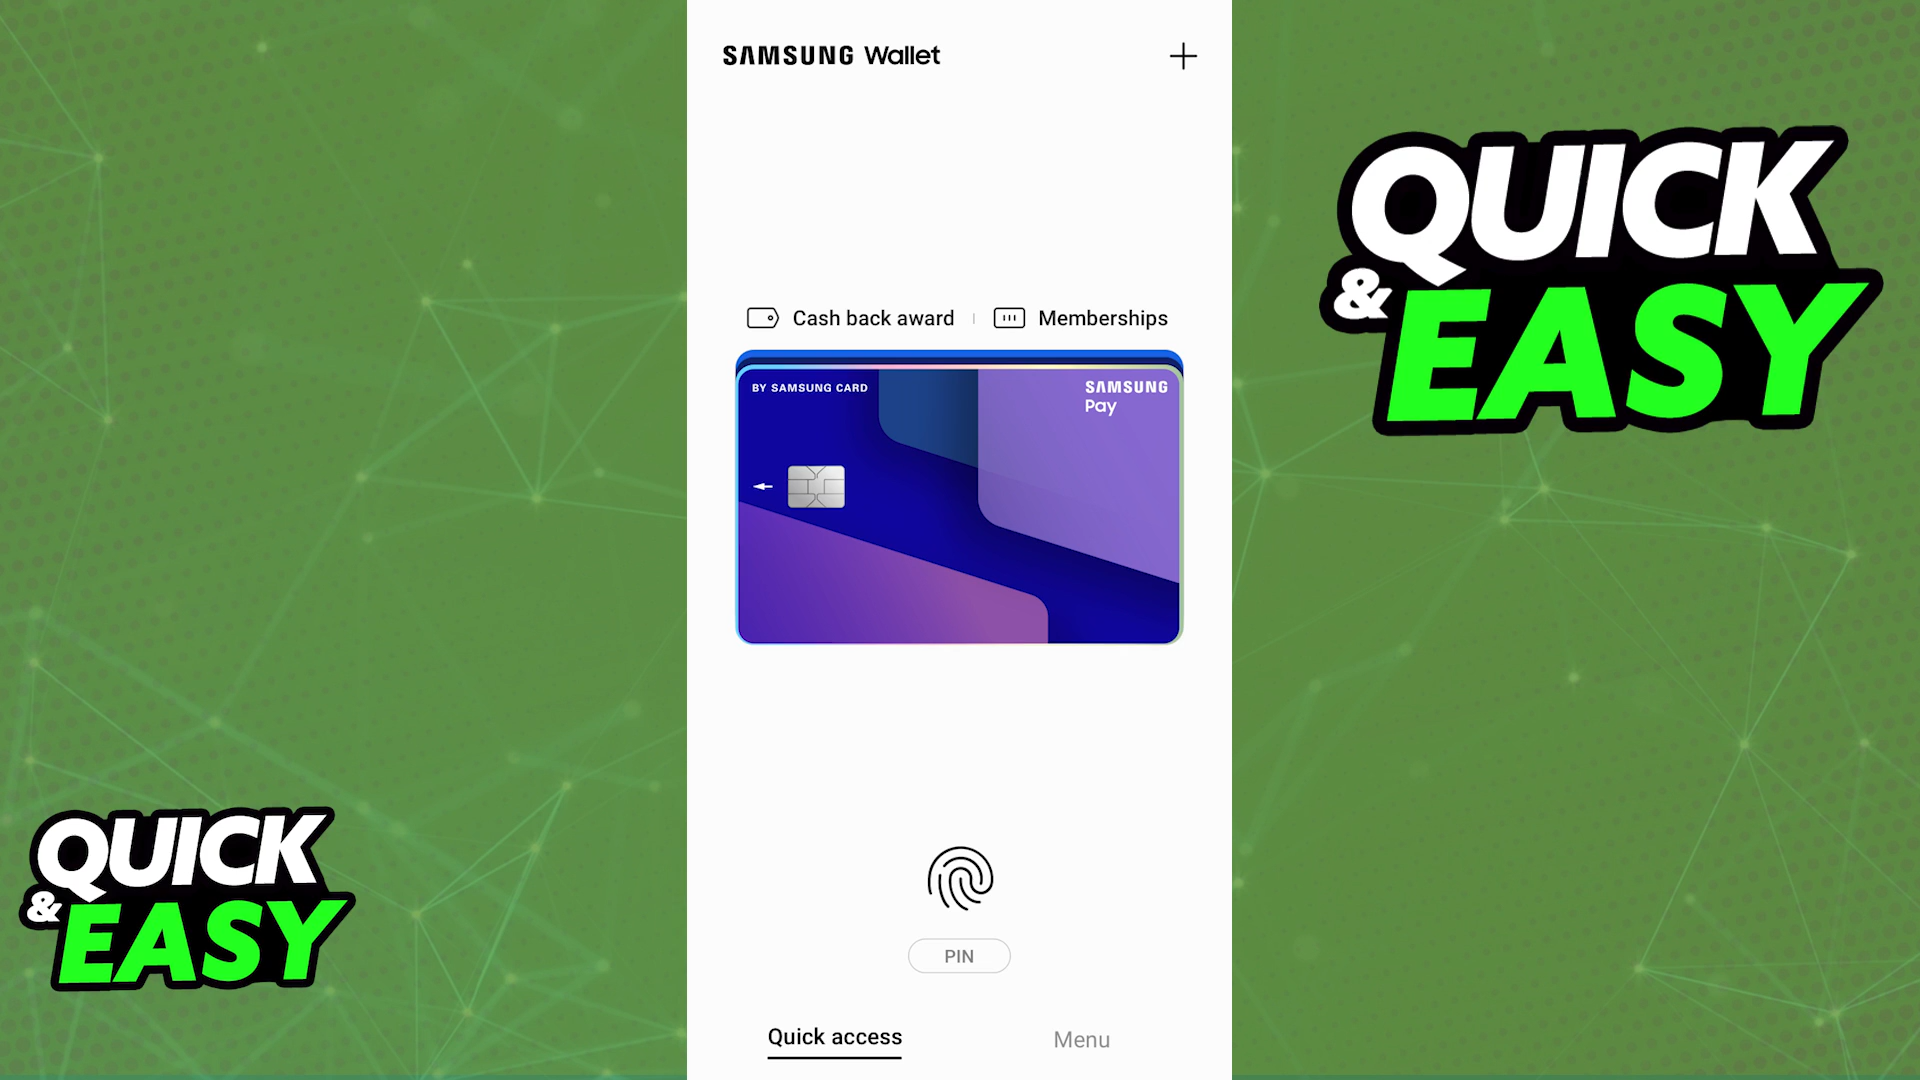 SAMSUNG Wallet
Cash back award
Memberships
BY SAMSUNG CARD
SAMSUNG
Pay
PIN
Quick access
Menu
QUICK
& EASY
QUICK
& EASY